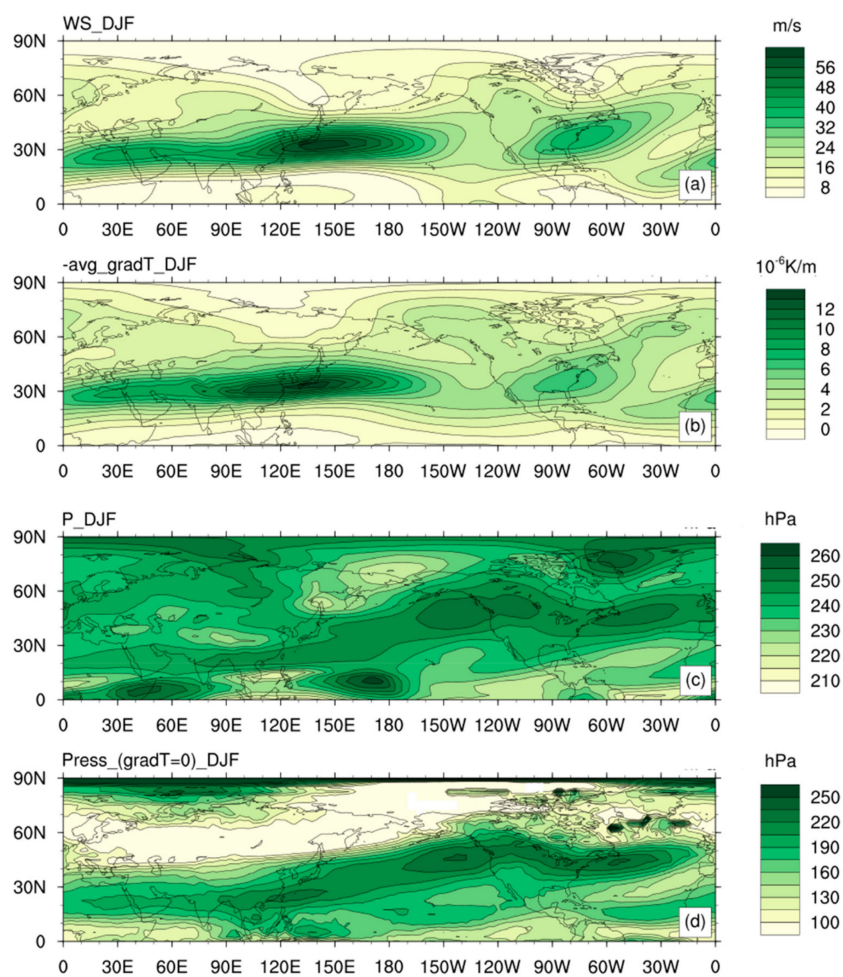 WS_DJF
m/s
90N
60N
30N
0
(a)
0 30E 60E 90E 120E 150E 180 150W 120W 90W 60W 30W 0
56
48
40
32
24
16
8
-avg_gradT_DJF
10⁻⁶K/m
90N
60N
30N
0
(b)
0 30E 60E 90E 120E 150E 180 150W 120W 90W 60W 30W 0
12
10
8
6
4
2
0
P_DJF
hPa
90N
60N
30N
0
(c)
0 30E 60E 90E 120E 150E 180 150W 120W 90W 60W 30W 0
260
250
240
230
220
210
Press_(gradT=0)_DJF
hPa
90N
60N
30N
0
(d)
0 30E 60E 90E 120E 150E 180 150W 120W 90W 60W 30W 0
250
220
190
160
130
100